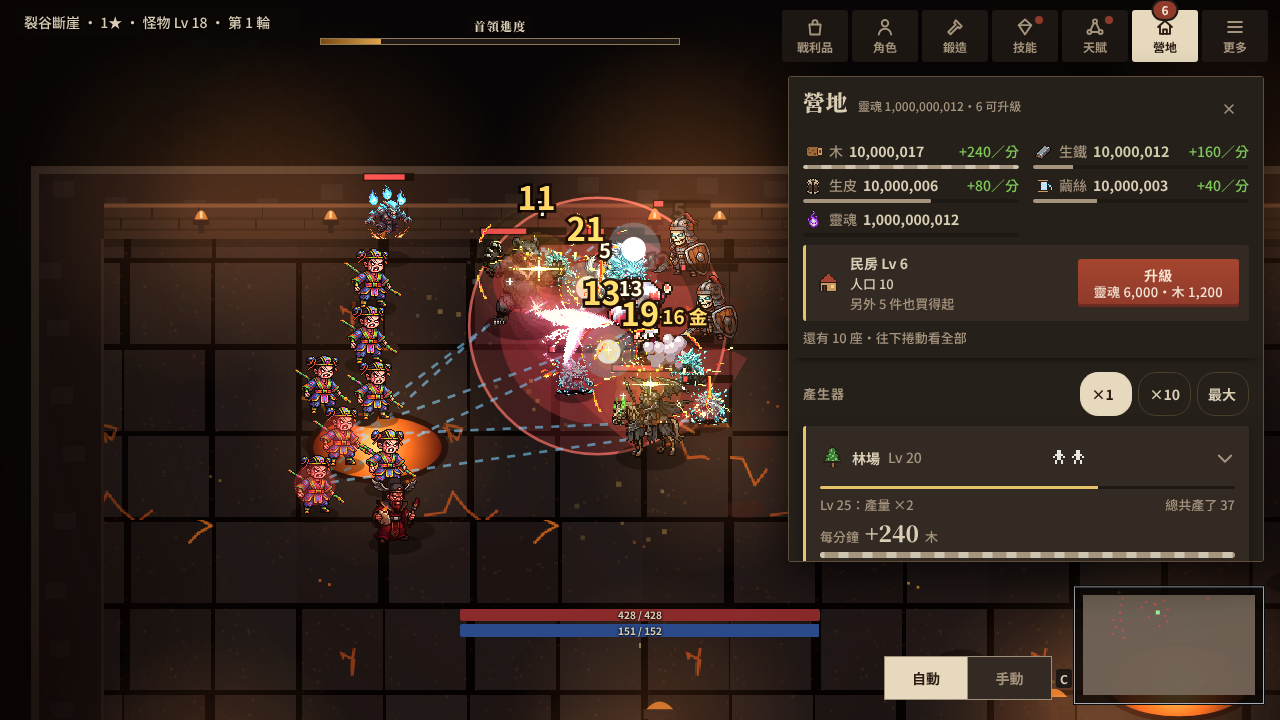 裂谷斷崖 · 1★ · 怪物 Lv 18 · 第 1 輪
首領進度
戰利品
角色
鍛造
技能
天賦
6
營地
更多
營地 靈魂 1,000,000,012 · 6 可升級
木 10,000,017 +240／分
生鐵 10,000,012 +160／分
生皮 10,000,006 +80／分
繭絲 10,000,003 +40／分
靈魂 1,000,000,012
民房 Lv 6
人口 10
另外 5 件也買得起
升級
靈魂 6,000 · 木 1,200
還有 10 座 · 往下捲動看全部
產生器
×1
×10
最大
林場 Lv 20
Lv 25：產量 ×2
總共產了 37
每分鐘 +240 木
11
21
5
5
13
13
19
16 金
428 / 428
151 / 152
自動
手動
C